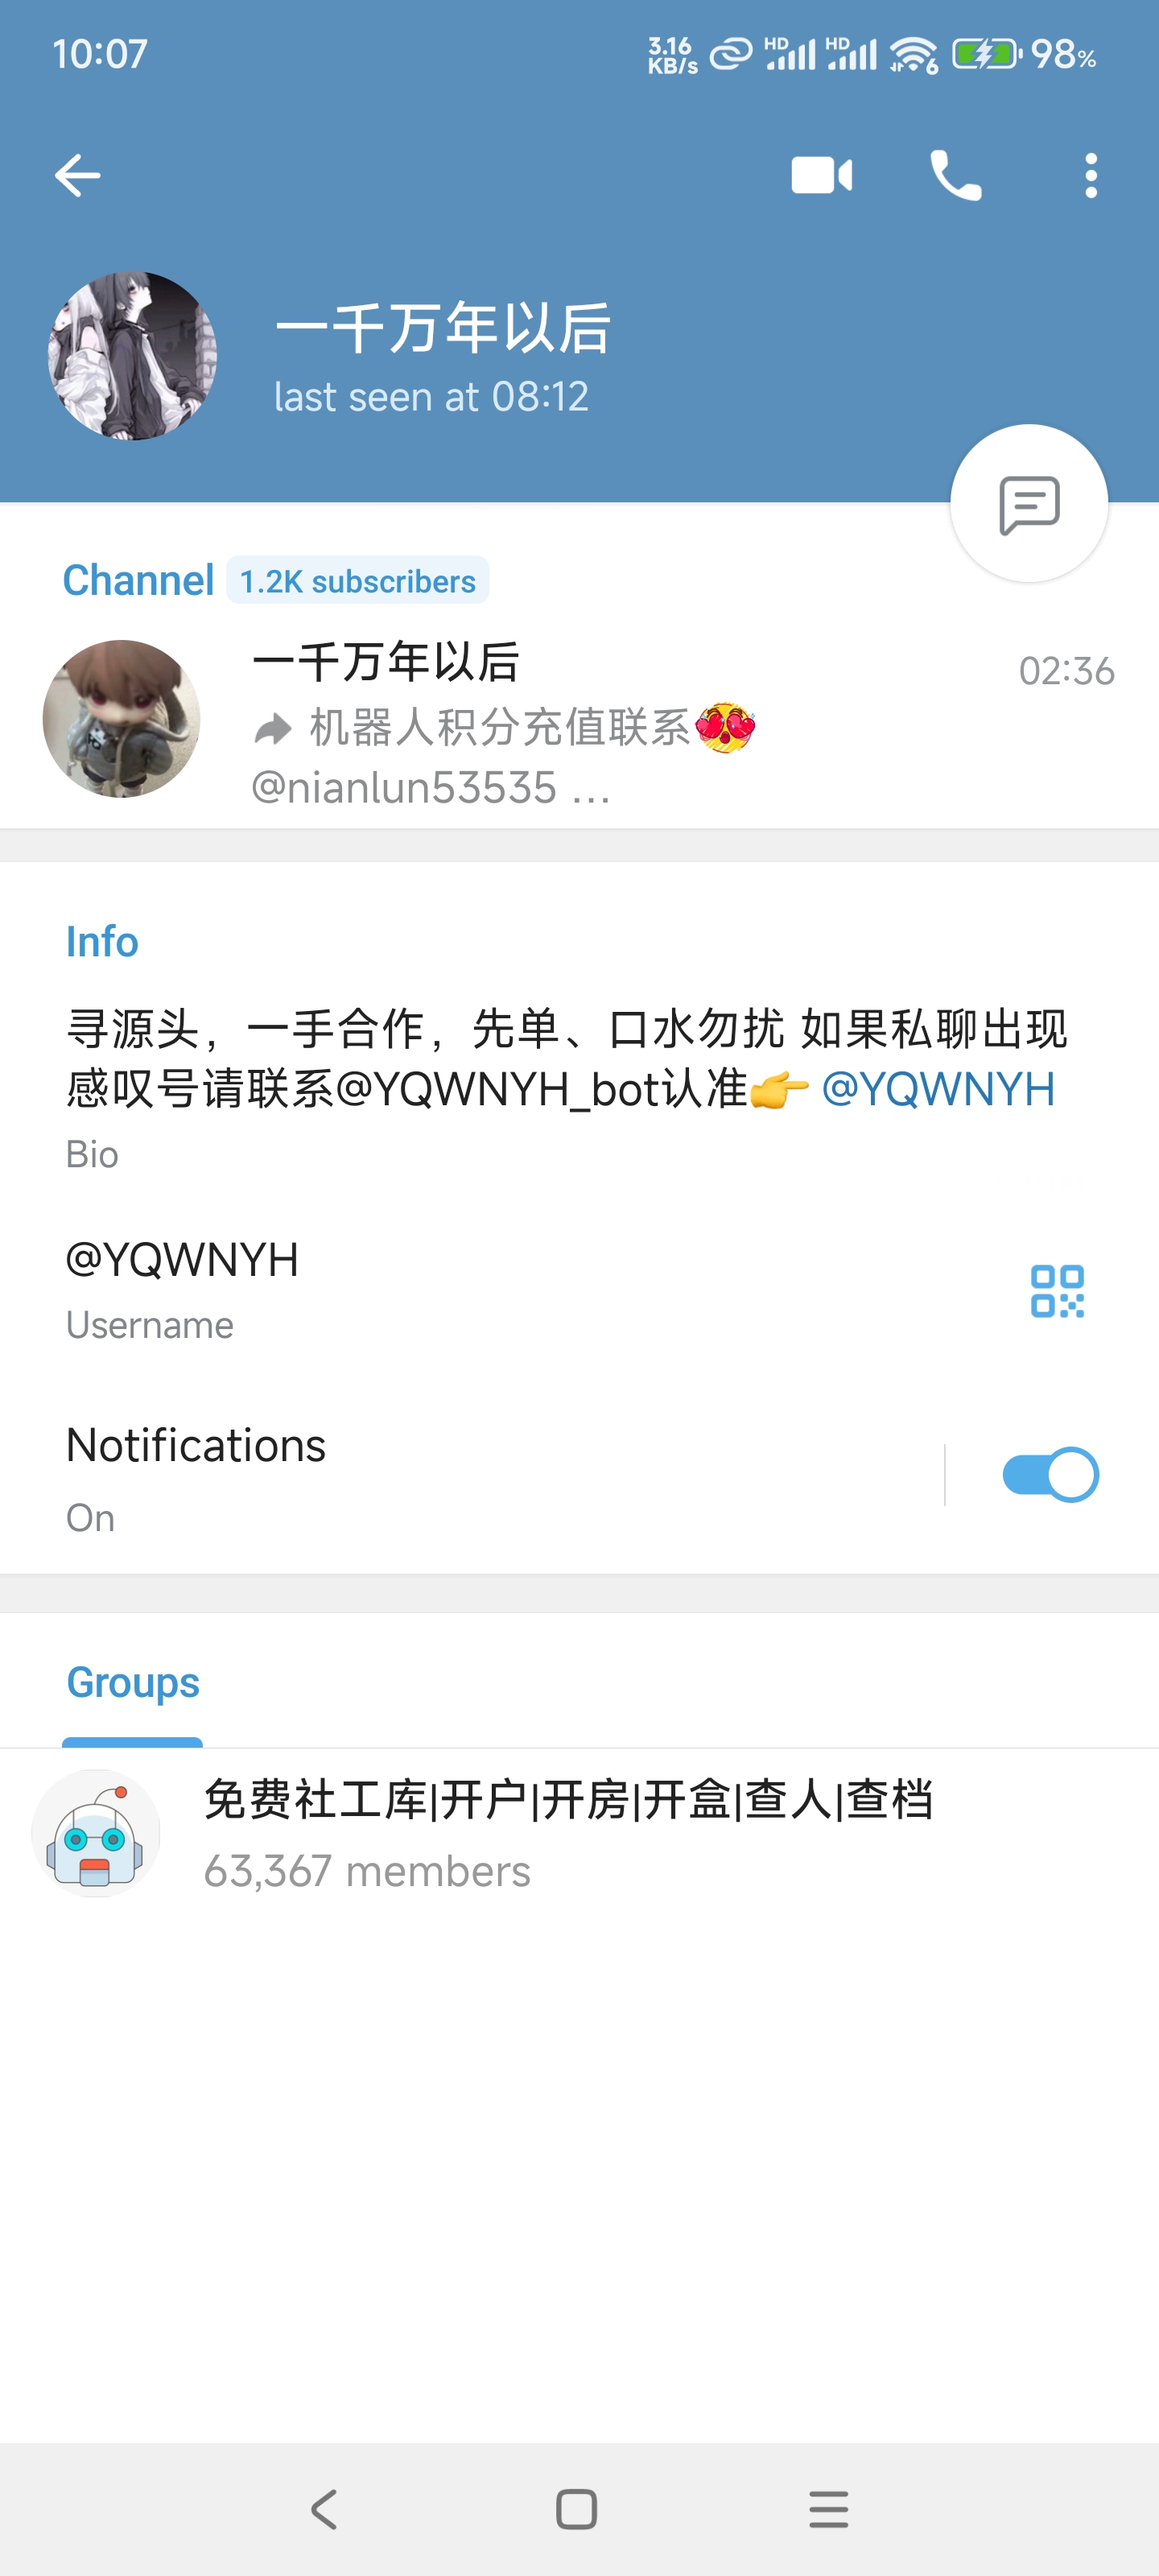 10:07
3.16 KB/s HD HD 6 98%
一千万年以后
last seen at 08:12
Channel 1.2K subscribers
一千万年以后 02:36
机器人积分充值联系
@nianlun53535 ...
Info
寻源头，一手合作，先单、口水勿扰 如果私聊出现
感叹号请联系@YQWNYH_bot认准👉 @YQWNYH
Bio
@YQWNYH
Username
Notifications
On
Groups
免费社工库|开户|开房|开盒|查人|查档
63,367 members